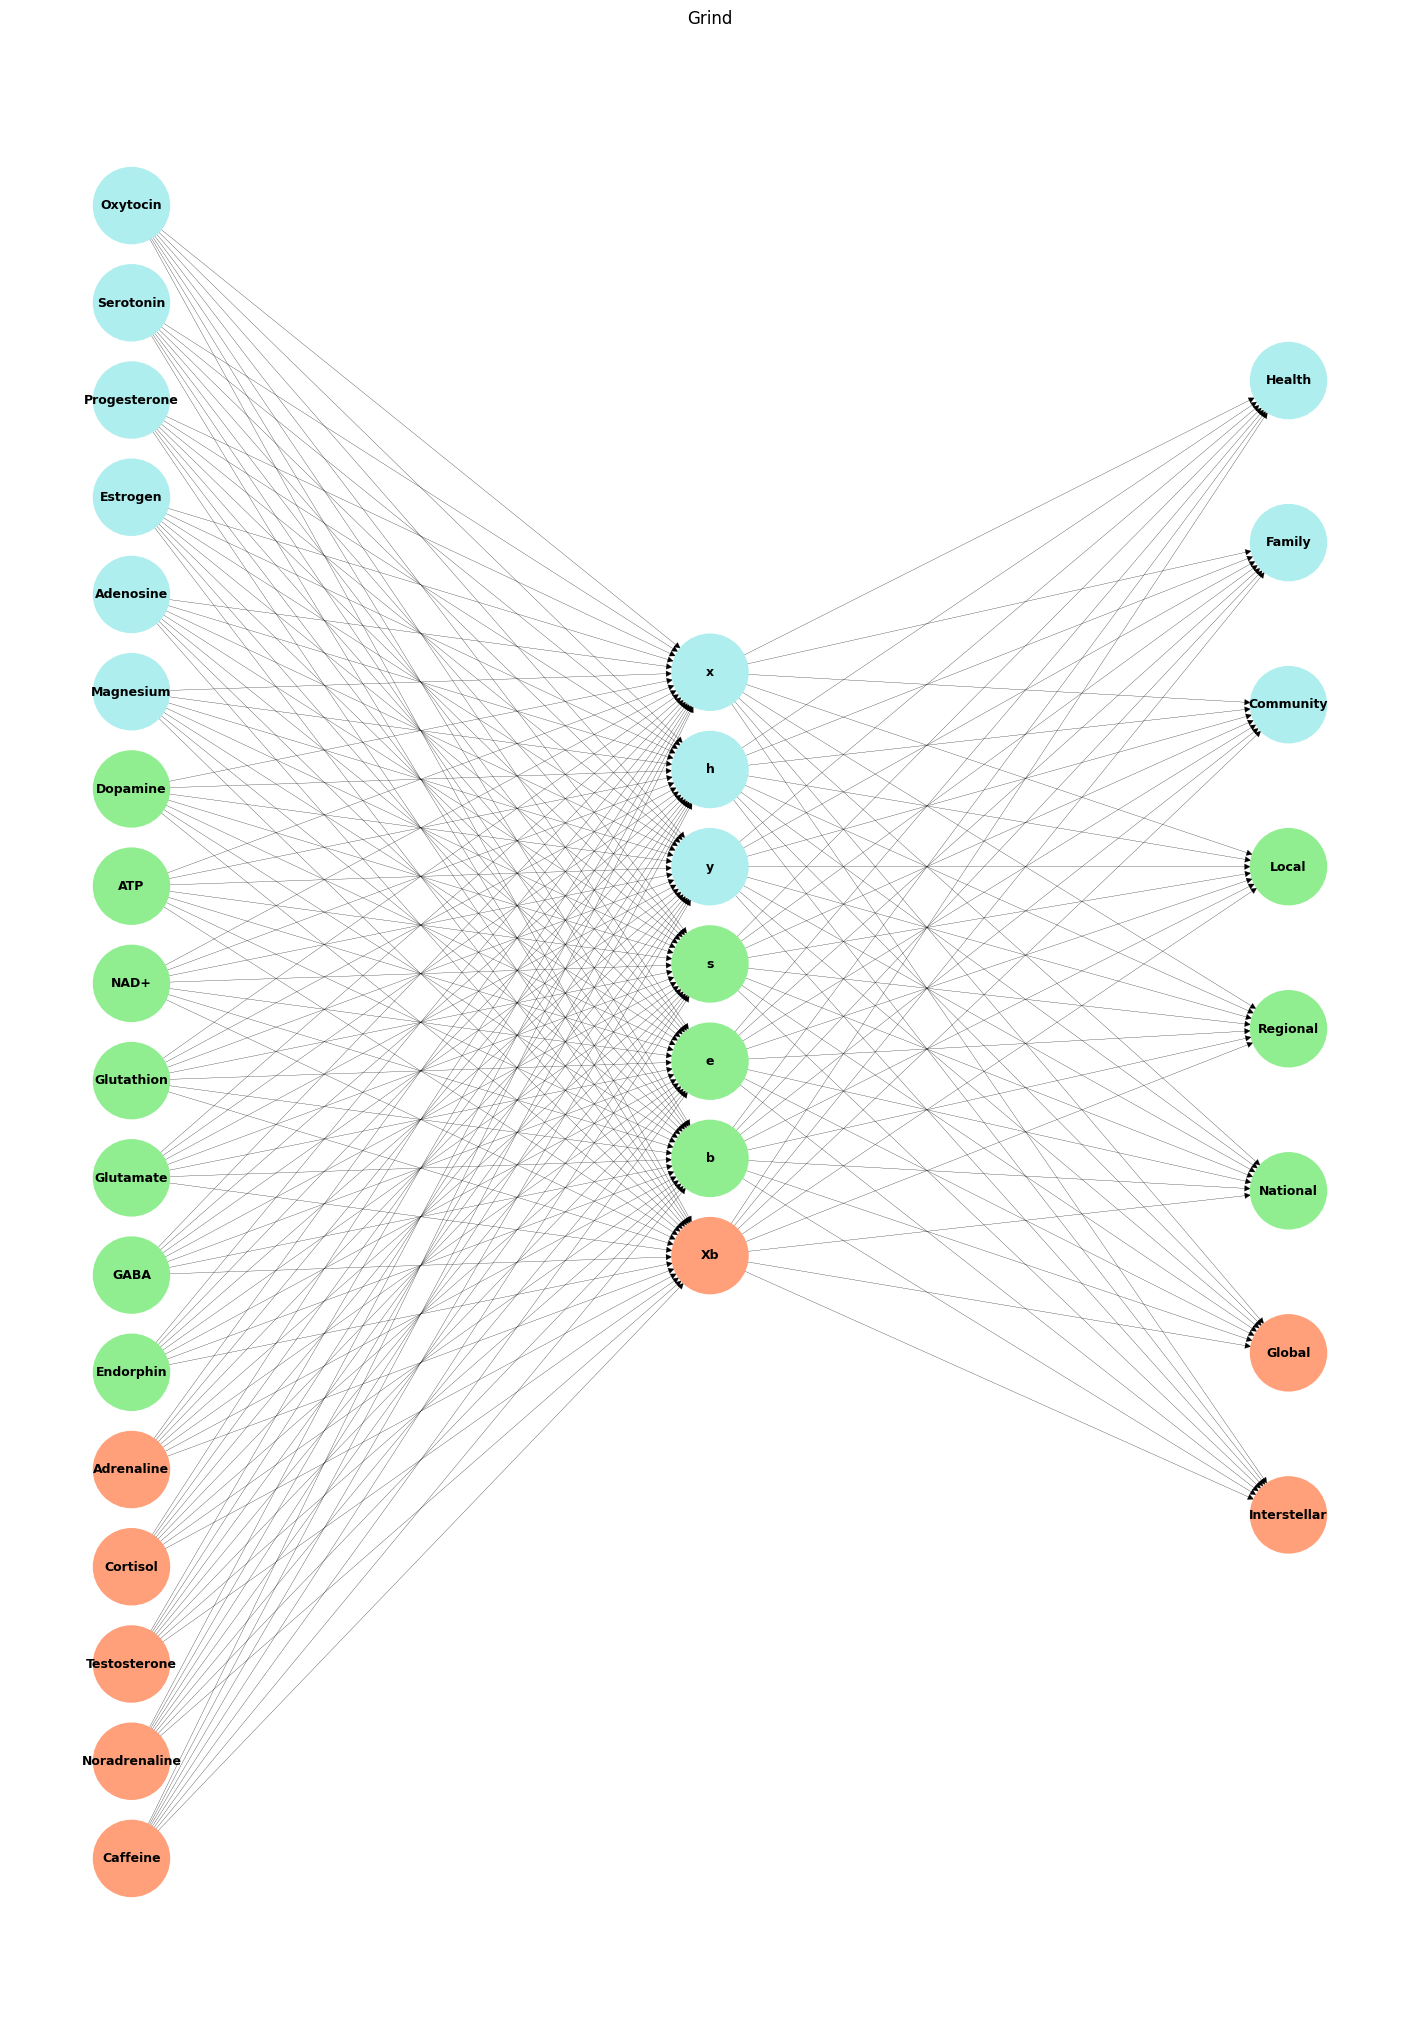 Grind
Oxytocin
Serotonin
Progesterone
Estrogen
Adenosine
Magnesium
Dopamine
ATP
NAD+
Glutathion
Glutamate
GABA
Endorphin
Adrenaline
Cortisol
Testosterone
Noradrenaline
Caffeine
x
h
y
s
e
b
Xb
Health
Family
Community
Local
Regional
National
Global
Interstellar